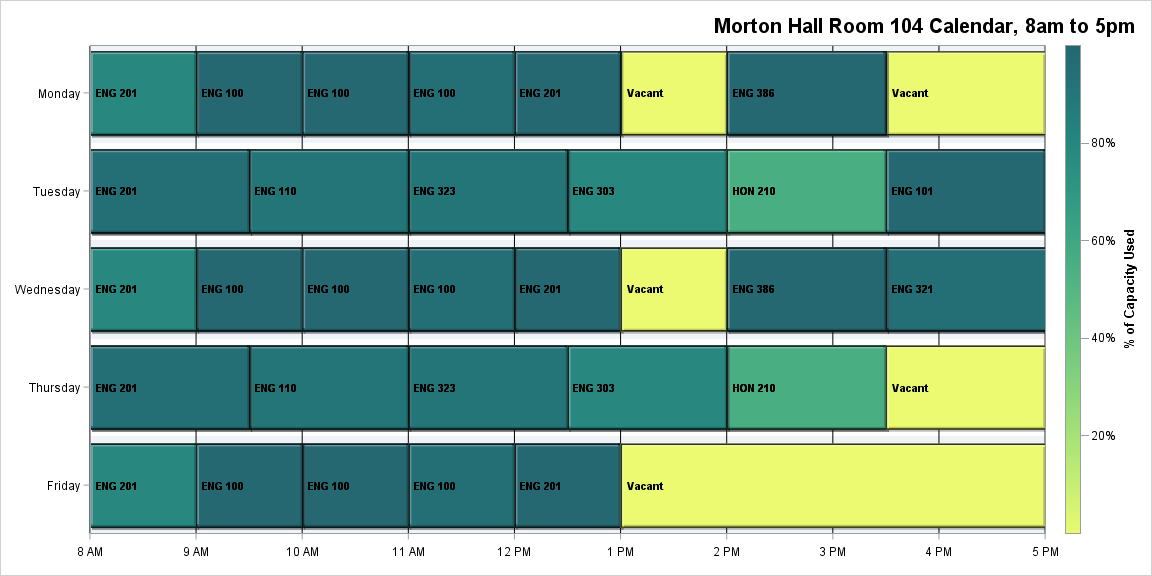 Morton Hall Room 104 Calendar, 8am to 5pm
Monday
ENG 201
ENG 100
ENG 100
ENG 100
ENG 201
Vacant
ENG 386
Vacant
Tuesday
ENG 201
ENG 110
ENG 323
ENG 303
HON 210
ENG 101
Wednesday
ENG 201
ENG 100
ENG 100
ENG 100
ENG 201
Vacant
ENG 386
ENG 321
Thursday
ENG 201
ENG 110
ENG 323
ENG 303
HON 210
Vacant
Friday
ENG 201
ENG 100
ENG 100
ENG 100
ENG 201
Vacant
8 AM
9 AM
10 AM
11 AM
12 PM
1 PM
2 PM
3 PM
4 PM
5 PM
80%
60%
40%
20%
% of Capacity Used